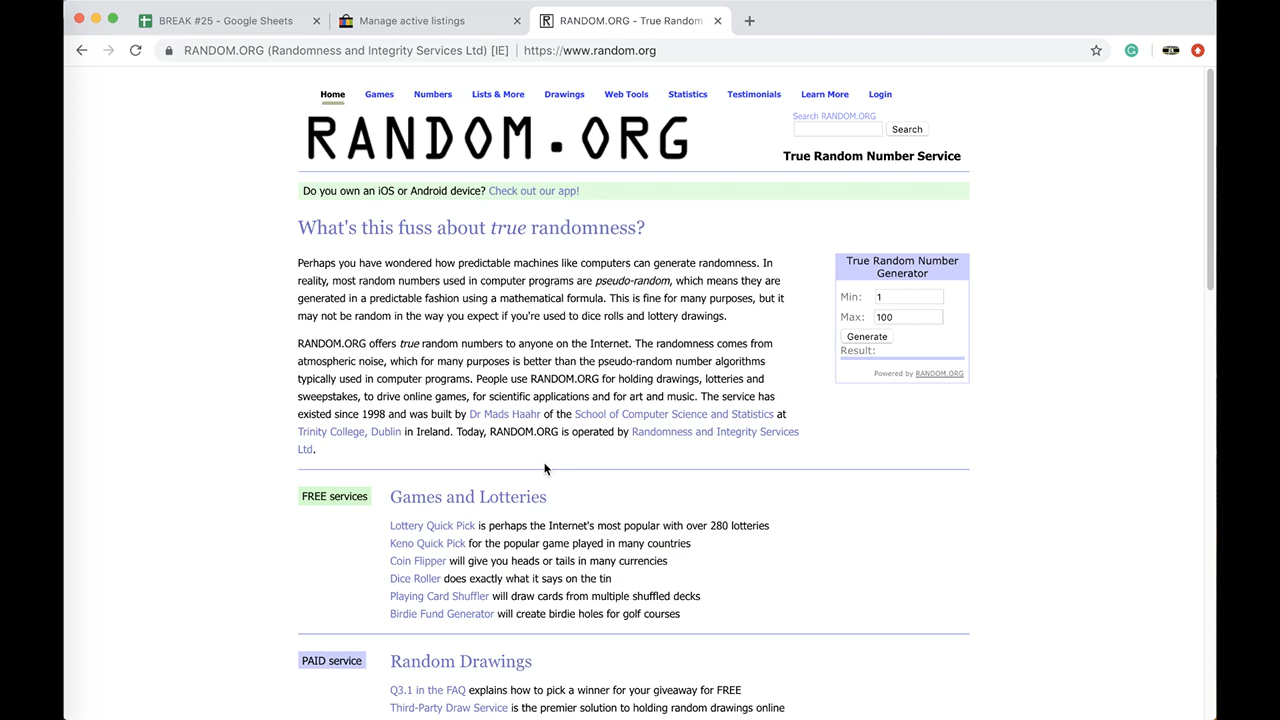 BREAK #25 - Google Sheets
Manage active listings
RANDOM.ORG - True Random
RANDOM.ORG (Randomness and Integrity Services Ltd) [IE] | https://www.random.org
Home Games Numbers Lists & More Drawings Web Tools Statistics Testimonials Learn More Login
RANDOM.ORG
Search RANDOM.ORG
Search
True Random Number Service
Do you own an iOS or Android device? Check out our app!
What's this fuss about true randomness?
Perhaps you have wondered how predictable machines like computers can generate randomness. In
reality, most random numbers used in computer programs are pseudo-random, which means they are
generated in a predictable fashion using a mathematical formula. This is fine for many purposes, but it
may not be random in the way you expect if you're used to dice rolls and lottery drawings.
RANDOM.ORG offers true random numbers to anyone on the Internet. The randomness comes from
atmospheric noise, which for many purposes is better than the pseudo-random number algorithms
typically used in computer programs. People use RANDOM.ORG for holding drawings, lotteries and
sweepstakes, to drive online games, for scientific applications and for art and music. The service has
existed since 1998 and was built by Dr Mads Haahr of the School of Computer Science and Statistics at
Trinity College, Dublin in Ireland. Today, RANDOM.ORG is operated by Randomness and Integrity Services
Ltd.
True Random Number
Generator
Min: 1
Max: 100
Generate
Result:
Powered by RANDOM.ORG
FREE services
Games and Lotteries
Lottery Quick Pick is perhaps the Internet's most popular with over 280 lotteries
Keno Quick Pick for the popular game played in many countries
Coin Flipper will give you heads or tails in many currencies
Dice Roller does exactly what it says on the tin
Playing Card Shuffler will draw cards from multiple shuffled decks
Birdie Fund Generator will create birdie holes for golf courses
PAID service
Random Drawings
Q3.1 in the FAQ explains how to pick a winner for your giveaway for FREE
Third-Party Draw Service is the premier solution to holding random drawings online